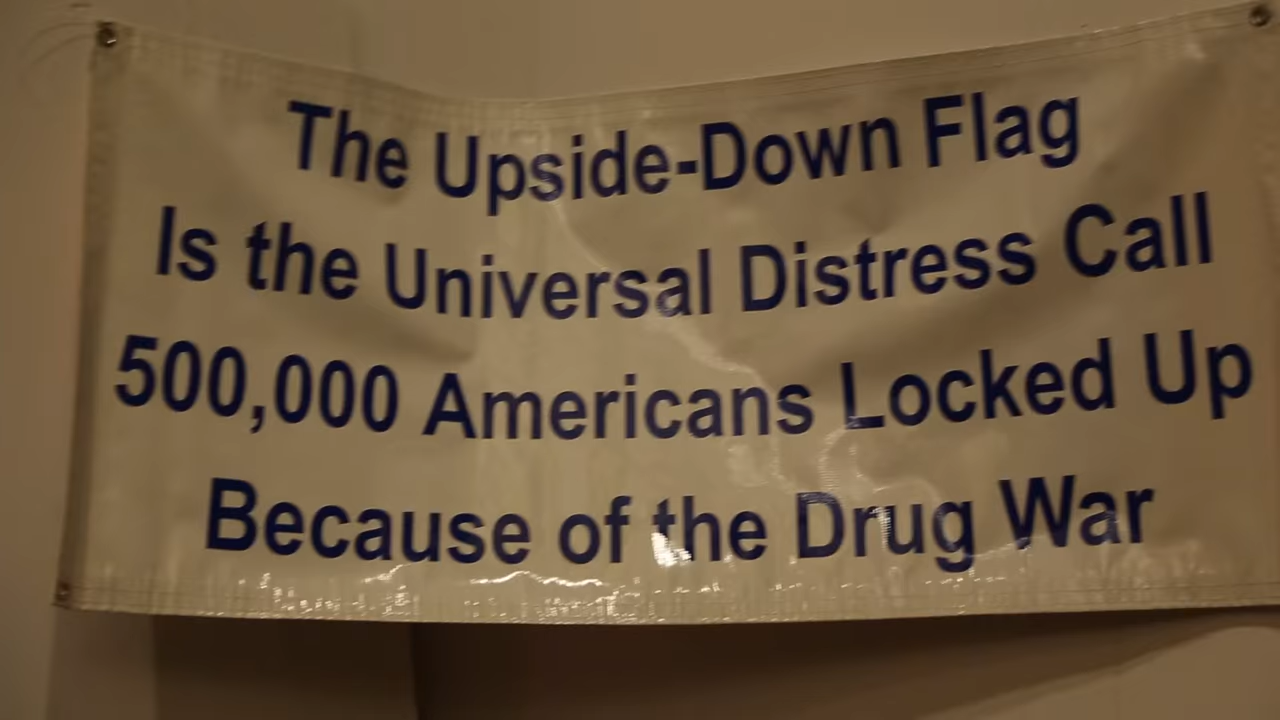 The Upside-Down Flag
Is the Universal Distress Call
500,000 Americans Locked Up
Because of the Drug War